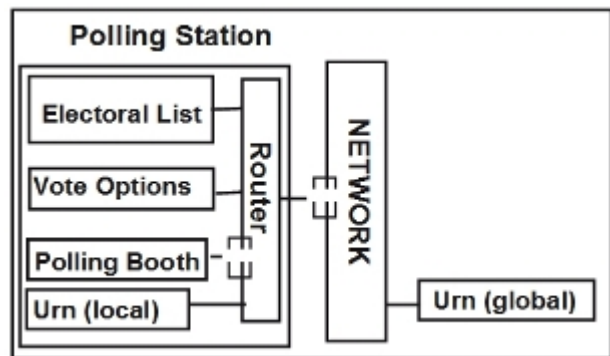 Polling Station
Electoral List
Vote Options
Polling Booth
Urn (local)
Router
NETWORK
Urn (global)